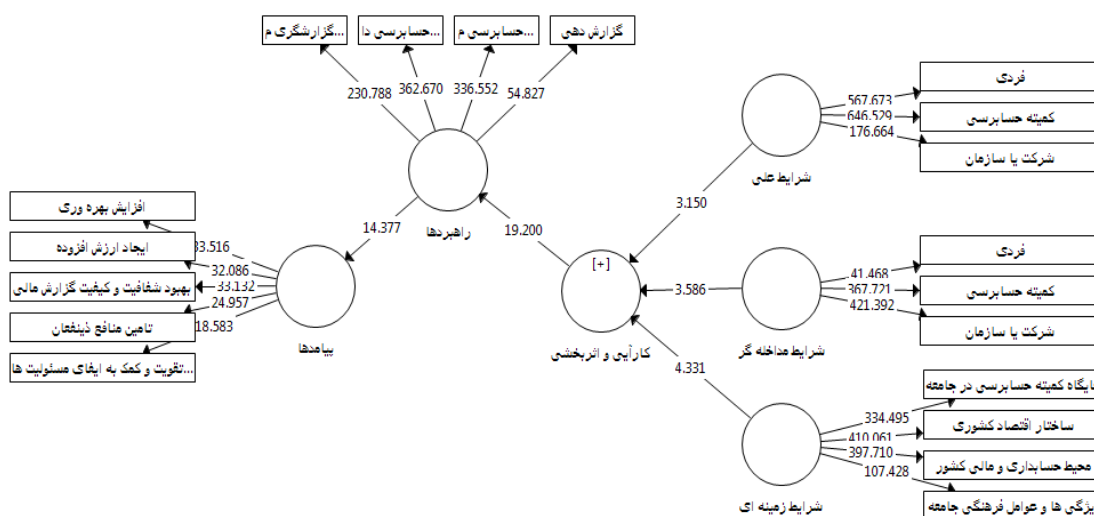 گزارشگری م...
حسابرسی دا...
حسابرسی م...
گزارش دهی
230.788
362.670
336.552
54.827
راهبردها
فردی
کمیته حسابرسی
شرکت یا سازمان
567.673
646.529
176.664
شرایط علی
3.150
افزایش بهره وری
ایجاد ارزش افزوده
بهبود شفافیت و کیفیت گزارش مالی
تامین منافع ذینفعان
تقویت و کمک به ایفای مسئولیت ها...
33.516
32.086
33.132
24.957
18.583
پیامدها
14.377
19.200
[+]
کارآیی و اثربخشی
3.586
فردی
کمیته حسابرسی
شرکت یا سازمان
41.468
367.721
421.392
شرایط مداخله گر
4.331
کمیته حسابرسی در جامعه
ساختار اقتصاد کشوری
محیط حسابداری و مالی کشور
ها و عوامل فرهنگی جامعه
334.495
410.061
397.710
107.428
شرایط زمینه ای